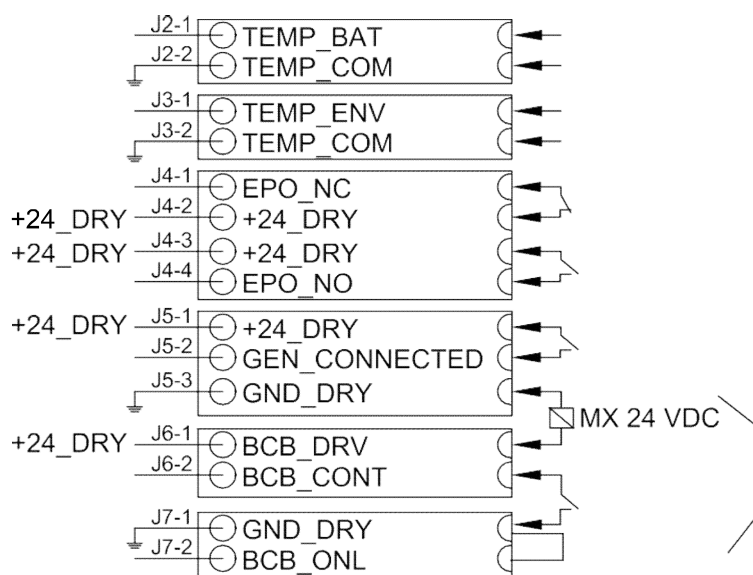 J2-1 TEMP_BAT
J2-2 TEMP_COM
J3-1 TEMP_ENV
J3-2 TEMP_COM
J4-1 EPO_NC
+24_DRY J4-2 +24_DRY
+24_DRY J4-3 +24_DRY
J4-4 EPO_NO
+24_DRY J5-1 +24_DRY
J5-2 GEN_CONNECTED
J5-3 GND_DRY
MX 24 VDC
+24_DRY J6-1 BCB_DRV
J6-2 BCB_CONT
J7-1 GND_DRY
J7-2 BCB_ONL